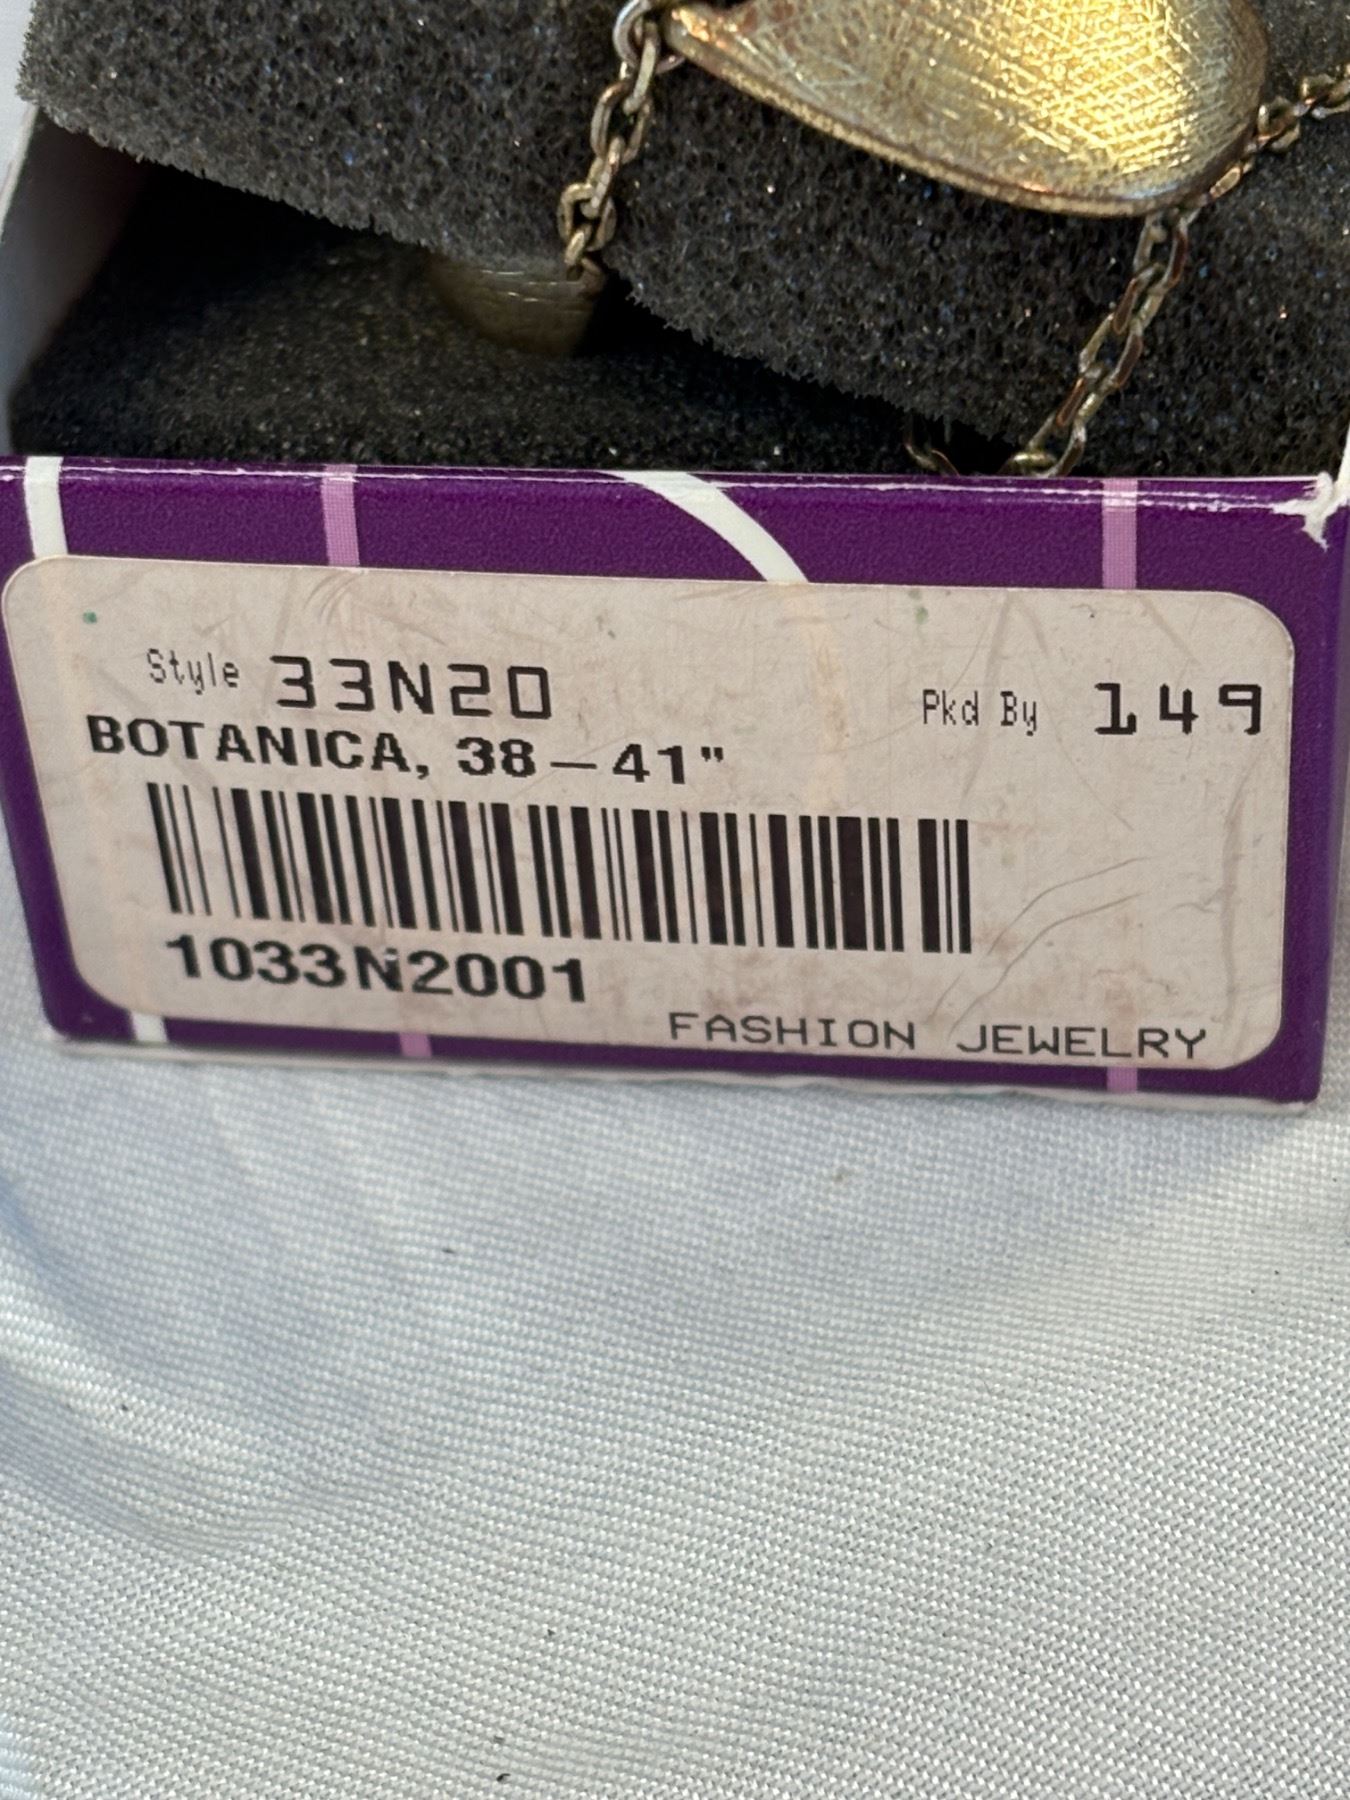 Style 33N20
Pkd By 149
BOTANICA, 38-41"
1033N2001
FASHION JEWELRY